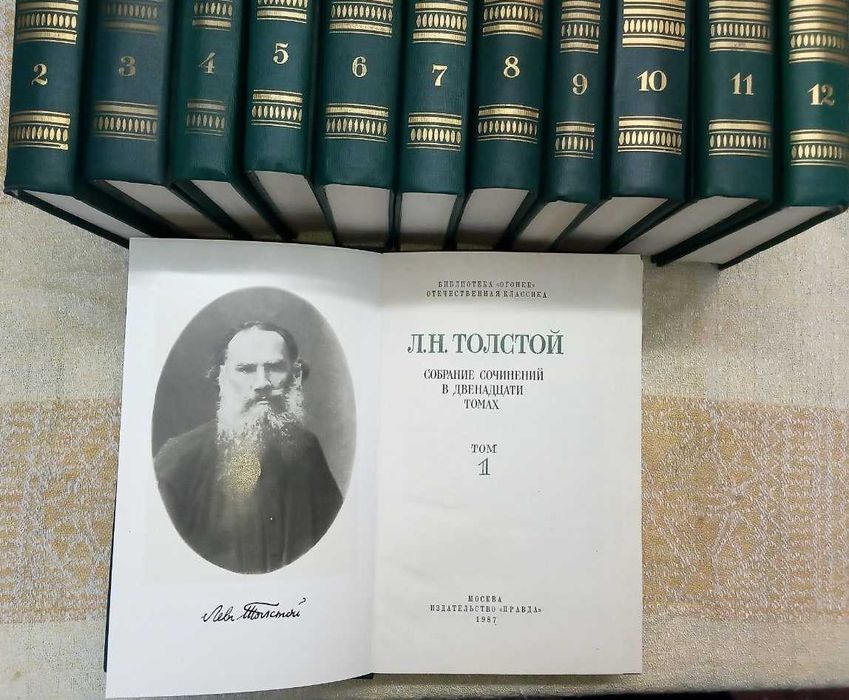 2
3
4
5
6
7
8
9
10
11
12
БИБЛИОТЕКА «ОГОНЕК»
ОТЕЧЕСТВЕННАЯ КЛАССИКА
Л.Н. ТОЛСТОЙ
СОБРАНИЕ СОЧИНЕНИЙ
В ДВЕНАДЦАТИ
ТОМАХ
ТОМ
1
МОСКВА
ИЗДАТЕЛЬСТВО «ПРАВДА»
1987
Левъ Толстой